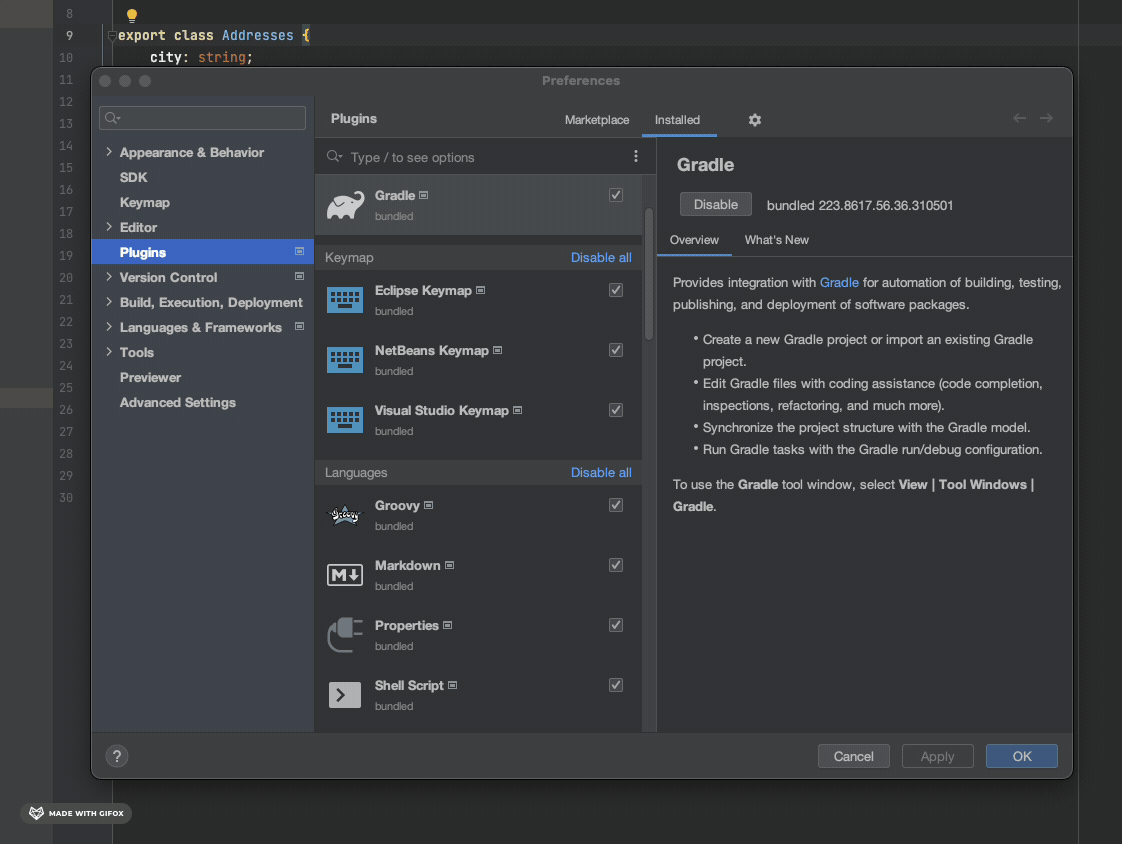 8
9 export class Addresses {
10 city: string;
11
Preferences
12
13
14
15
16
17
18
19
20
21
22
23
24
25
26
27
28
29
30
Appearance & Behavior
SDK
Keymap
Editor
Plugins
Version Control
Build, Execution, Deployment
Languages & Frameworks
Tools
Previewer
Advanced Settings
Plugins
Marketplace
Installed
Type / to see options
Gradle
bundled
Keymap Disable all
Eclipse Keymap
bundled
NetBeans Keymap
bundled
Visual Studio Keymap
bundled
Languages Disable all
Groovy
bundled
M
Markdown
bundled
Properties
bundled
Shell Script
bundled
Gradle
Disable bundled 223.8617.56.36.310501
Overview What's New
Provides integration with Gradle for automation of building, testing,
publishing, and deployment of software packages.
• Create a new Gradle project or import an existing Gradle
project.
• Edit Gradle files with coding assistance (code completion,
inspections, refactoring, and much more).
• Synchronize the project structure with the Gradle model.
• Run Gradle tasks with the Gradle run/debug configuration.
To use the Gradle tool window, select View | Tool Windows |
Gradle.
?
Cancel
Apply
OK
MADE WITH GIFOX